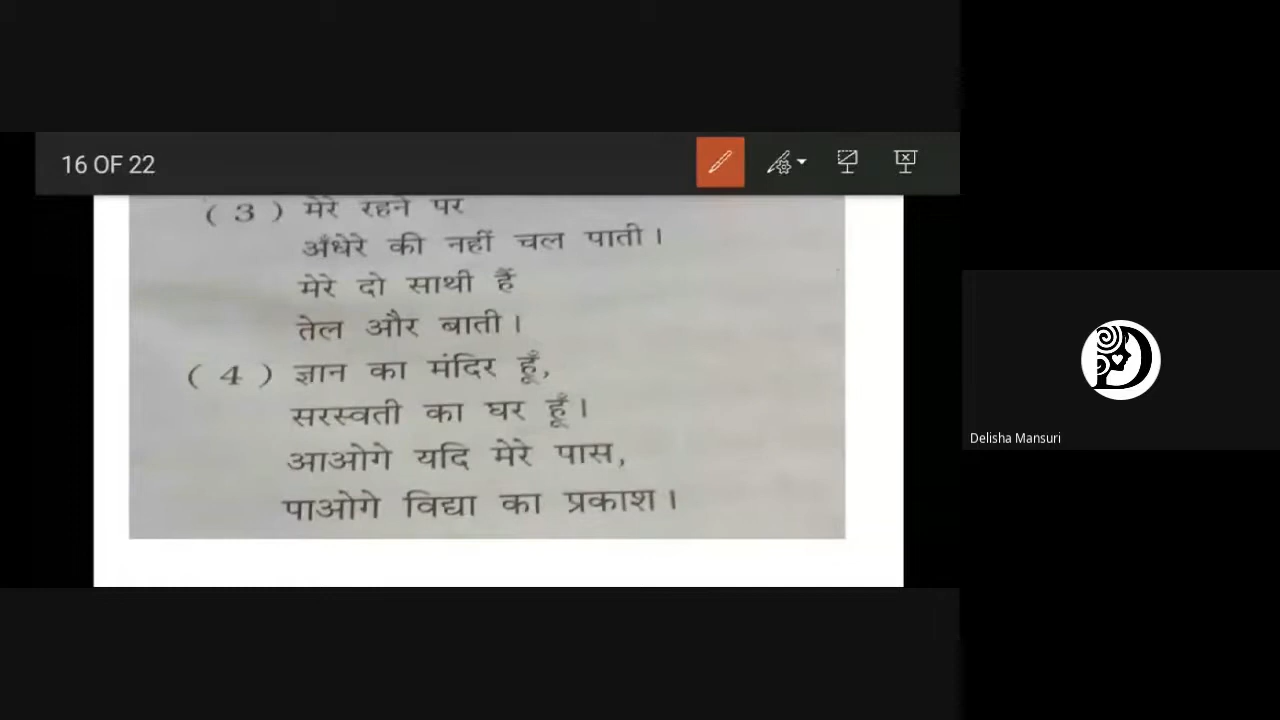 16 OF 22
( 3 ) मेरे रहने पर
अँधेरे की नहीं चल पाती।
मेरे दो साथी हैं
तेल और बाती।
( 4 ) ज्ञान का मंदिर हूँ,
सरस्वती का घर हूँ।
आओगे यदि मेरे पास,
पाओगे विद्या का प्रकाश।
Delisha Mansuri